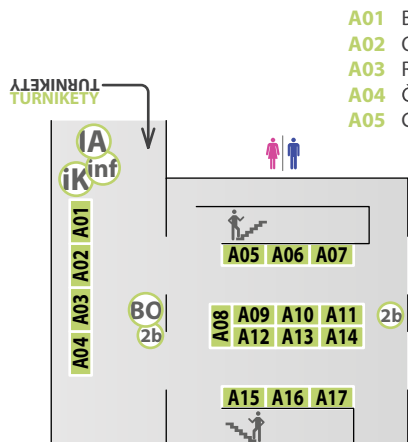 A01
A02
A03
A04
A05
TURNIKETY
TURNIKETY
IA
inf
iK
A01
A02
A03
A04
A05 A06 A07
BO
2b
A08
A09 A10 A11
A12 A13 A14
2b
A15 A16 A17